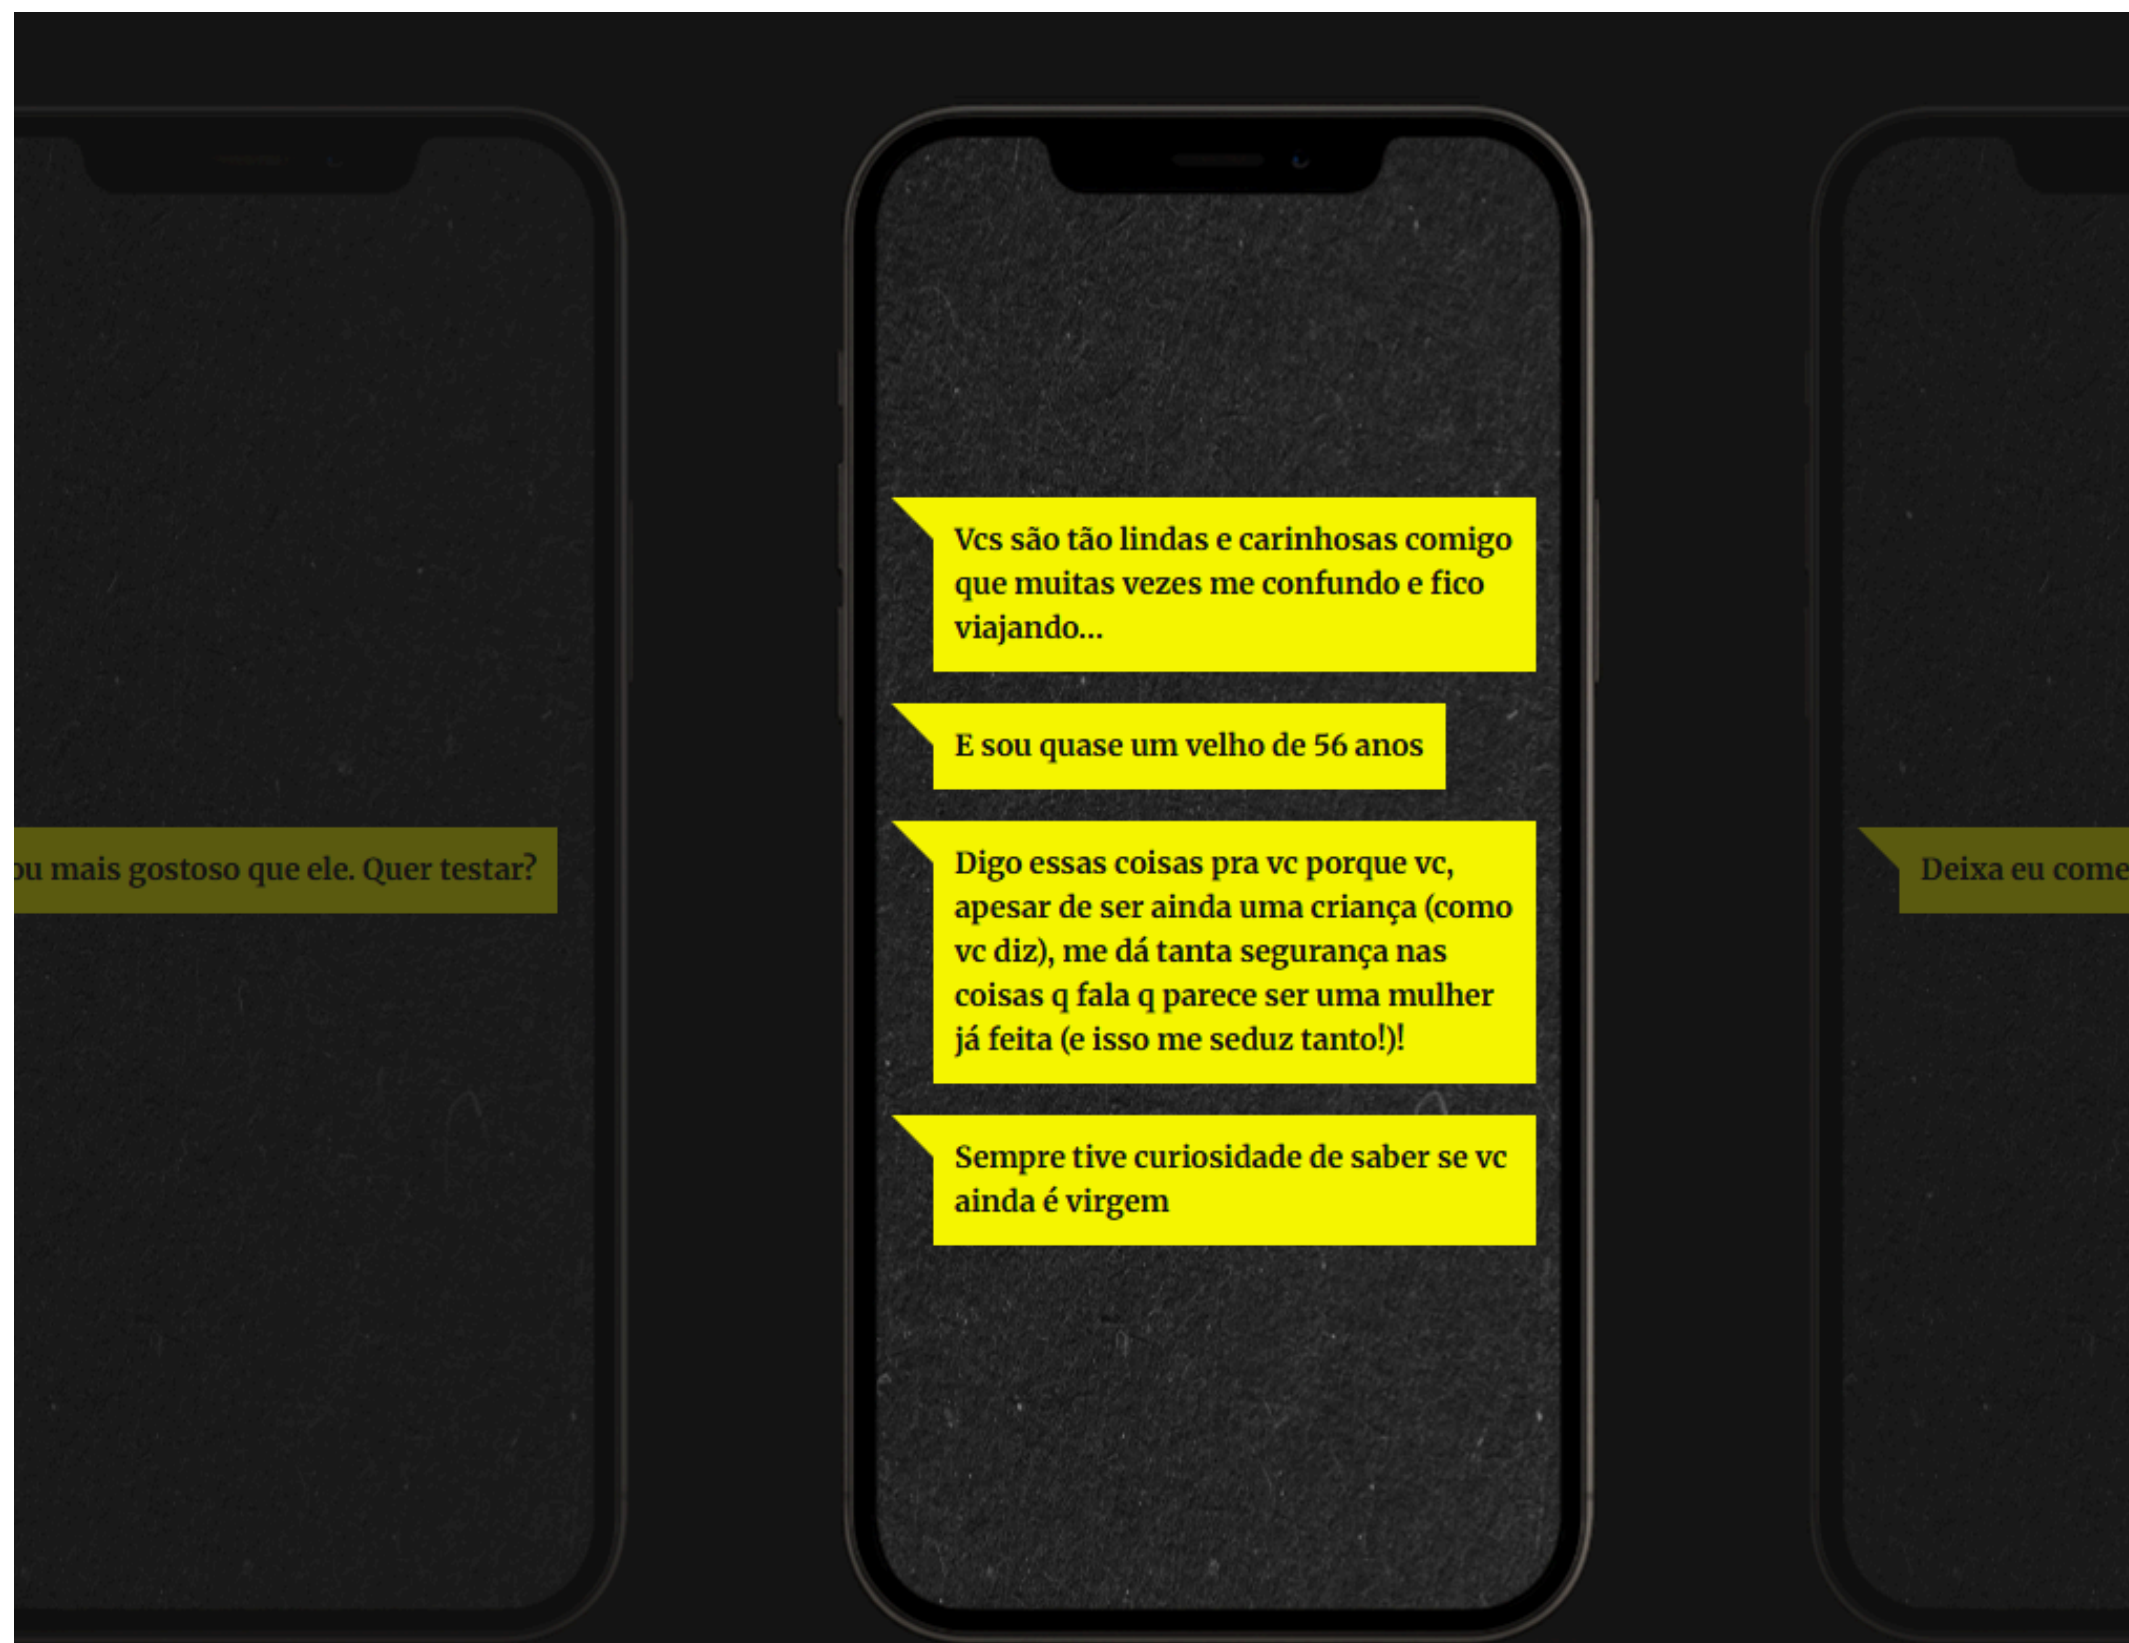 mais gostoso que ele. Quer testar?
Vcs são tão lindas e carinhosas comigo
que muitas vezes me confundo e fico
viajando...
E sou quase um velho de 56 anos
Digo essas coisas pra vc porque vc,
apesar de ser ainda uma criança (como
vc diz), me dá tanta segurança nas
coisas q fala q parece ser uma mulher
já feita (e isso me seduz tanto!)!
Sempre tive curiosidade de saber se vc
ainda é virgem
Deixa eu